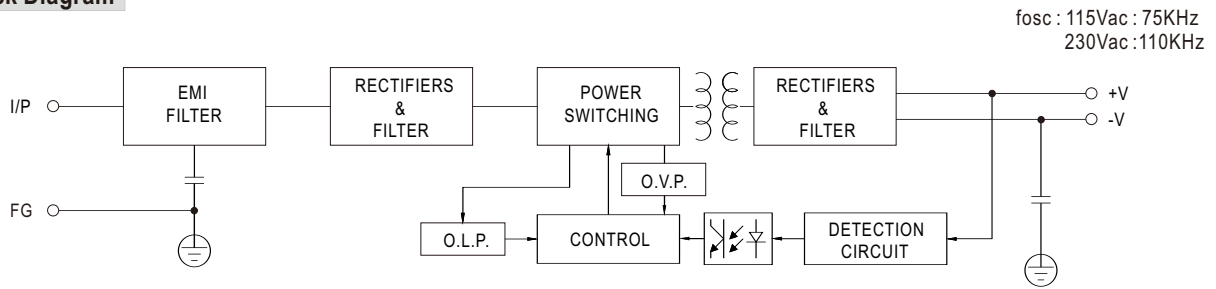 Diagram
fosc : 115Vac : 75KHz
230Vac :110KHz
I/P
EMI
FILTER
RECTIFIERS
&
FILTER
POWER
SWITCHING
RECTIFIERS
&
FILTER
+V
-V
O.V.P.
FG
O.L.P.
CONTROL
DETECTION
CIRCUIT